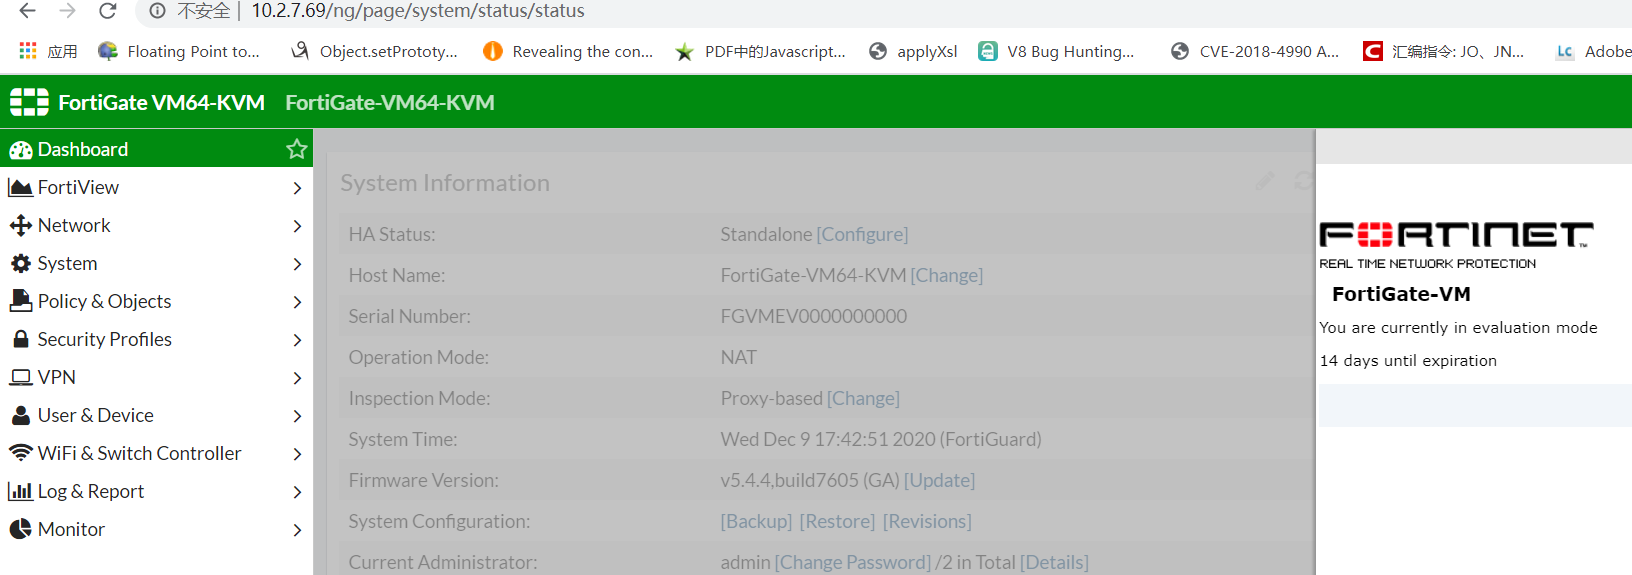 不安全 | 10.2.7.69/ng/page/system/status/status
应用 Floating Point to... Object.setPrototy... Revealing the con... PDF中的Javascript... applyXsl V8 Bug Hunting... CVE-2018-4990 A... C 汇编指令: JO、JN... LC Adobe
FortiGate VM64-KVM FortiGate-VM64-KVM
Dashboard
FortiView
Network
System
Policy & Objects
Security Profiles
VPN
User & Device
WiFi & Switch Controller
Log & Report
Monitor
System Information
HA Status: Standalone [Configure]
Host Name: FortiGate-VM64-KVM [Change]
Serial Number: FGVMEV0000000000
Operation Mode: NAT
Inspection Mode: Proxy-based [Change]
System Time: Wed Dec 9 17:42:51 2020 (FortiGuard)
Firmware Version: v5.4.4,build7605 (GA) [Update]
System Configuration: [Backup] [Restore] [Revisions]
Current Administrator: admin [Change Password] /2 in Total [Details]
FORTINET™
REAL TIME NETWORK PROTECTION
FortiGate-VM
You are currently in evaluation mode
14 days until expiration